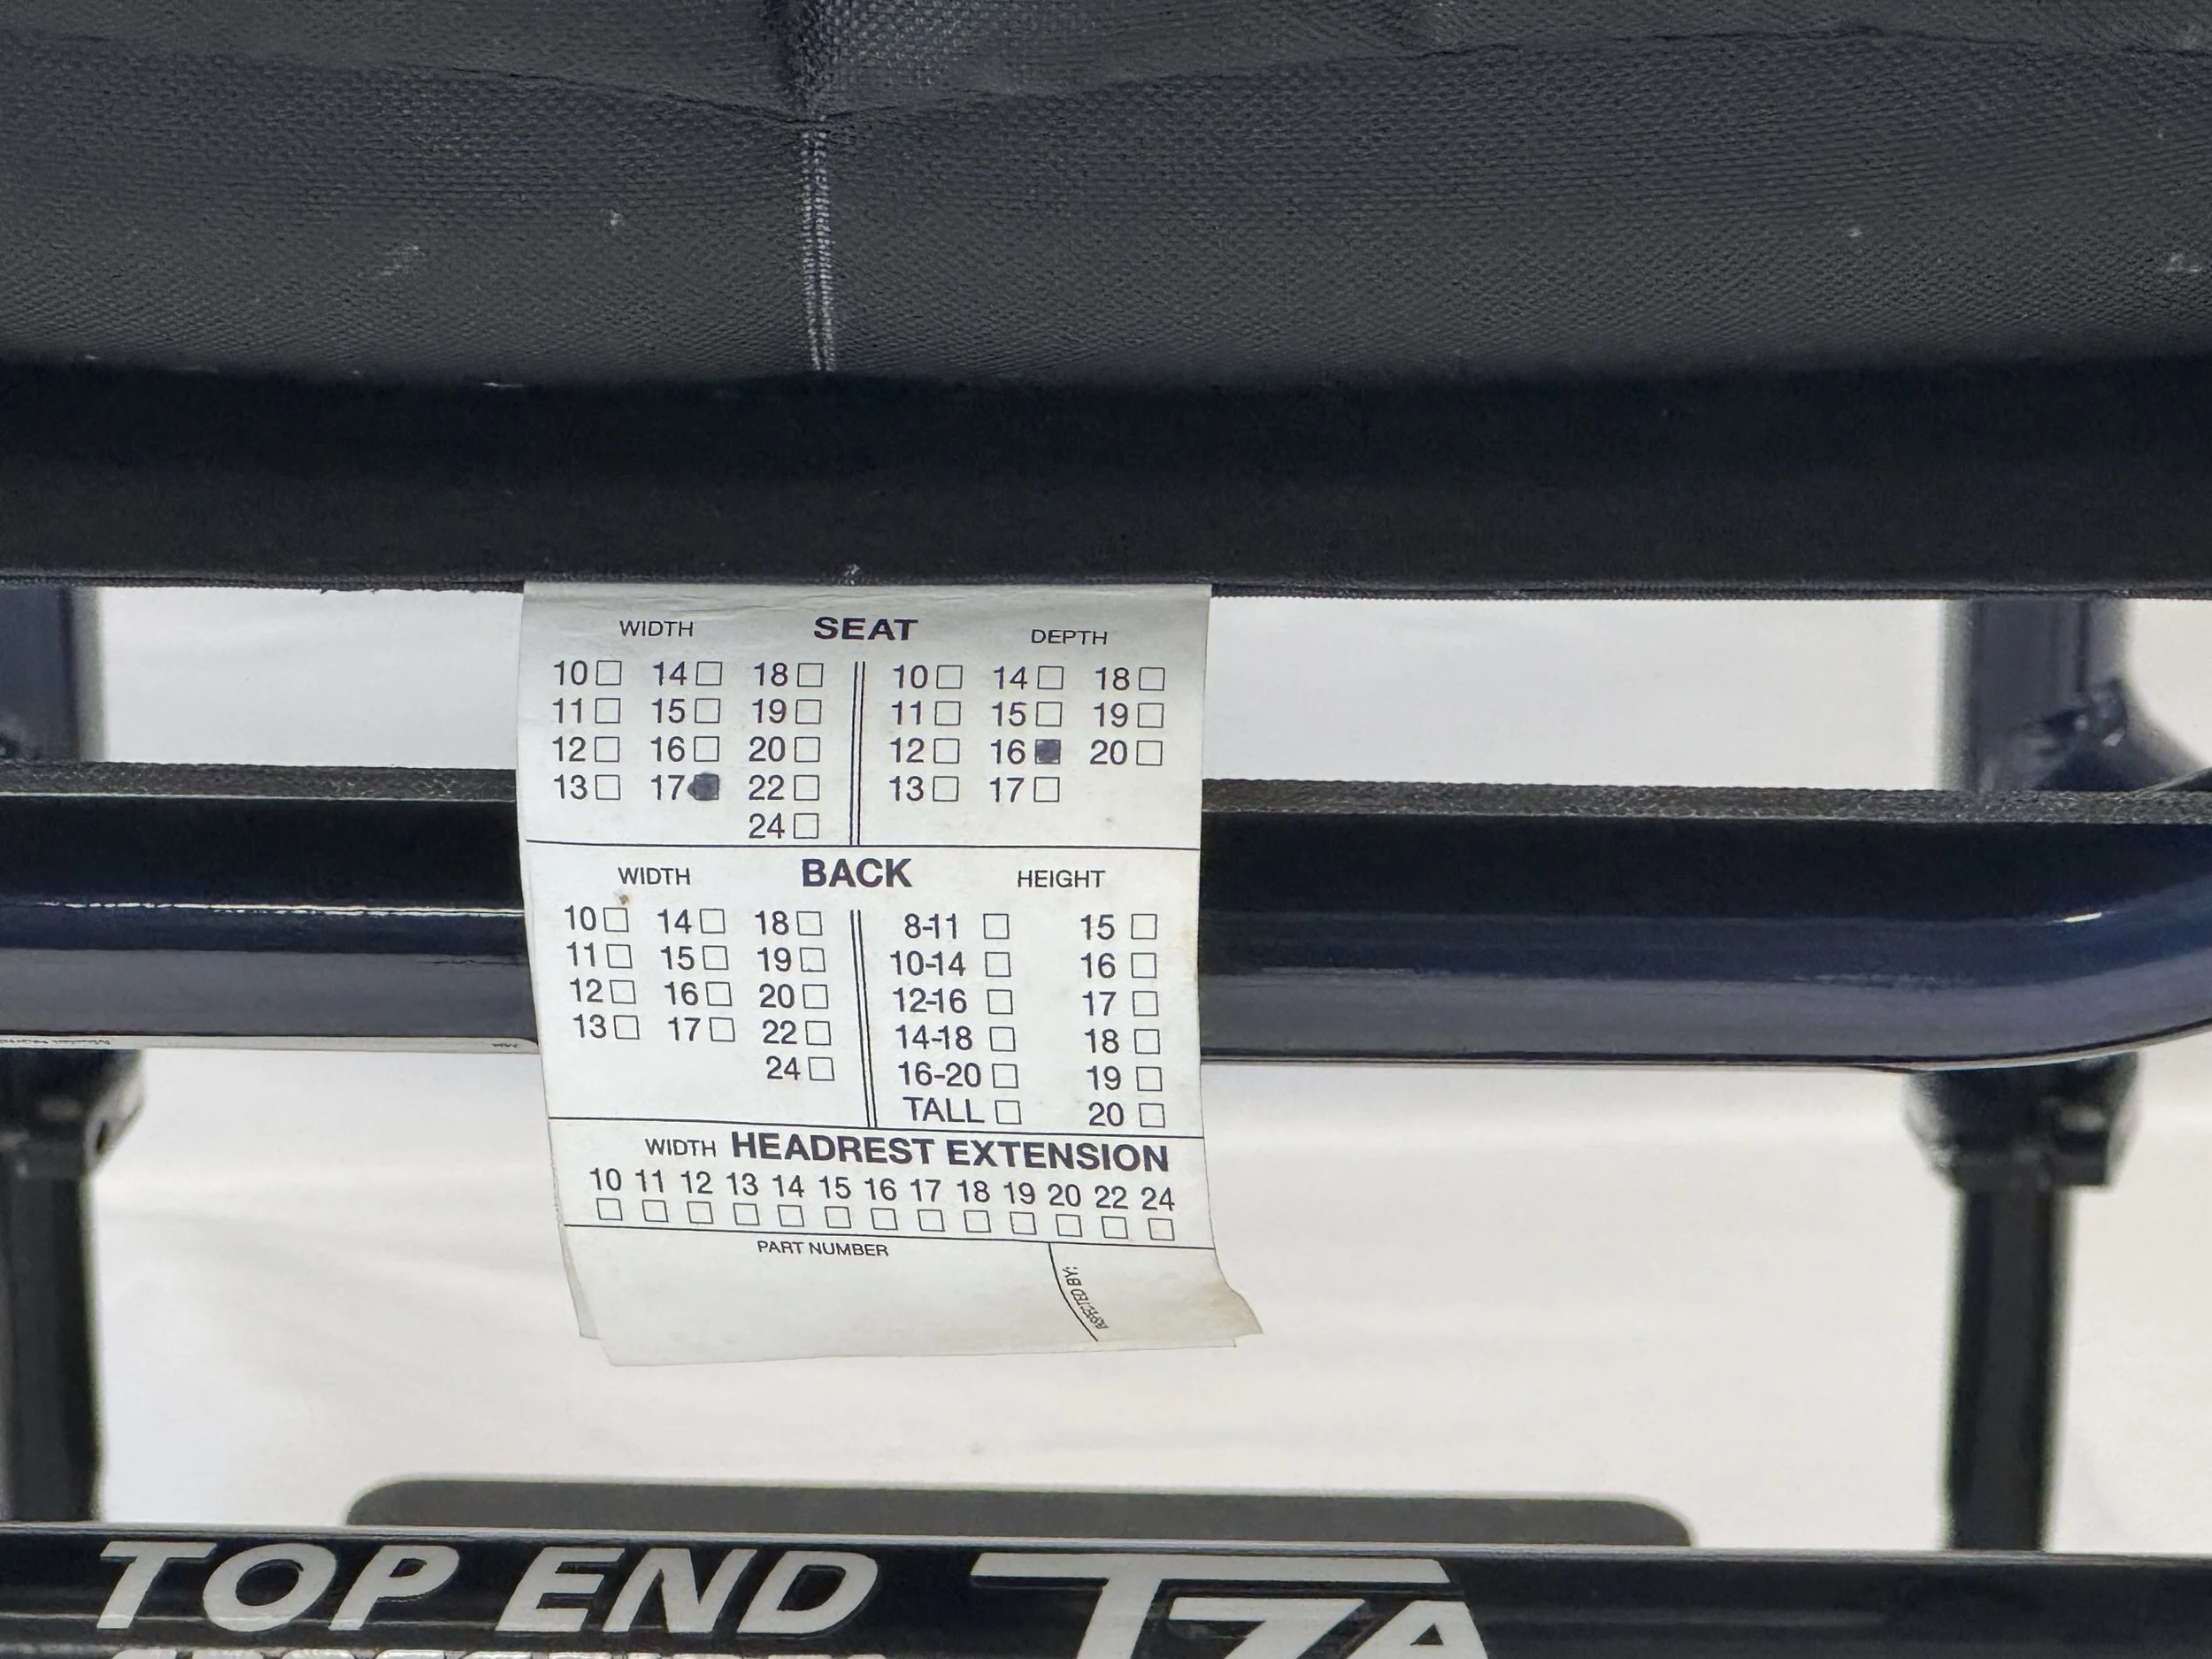 WIDTH SEAT DEPTH
10 14 18 10 14 18
11 15 19 11 15 19
12 16 20 12 16 20
13 17 22 13 17
24
WIDTH BACK HEIGHT
10 14 18 8-11 15
11 15 19 10-14 16
12 16 20 12-16 17
13 17 22 14-18 18
24 16-20 19
TALL 20
WIDTH HEADREST EXTENSION
10 11 12 13 14 15 16 17 18 19 20 22 24
PART NUMBER
BY:
TOP END T7A